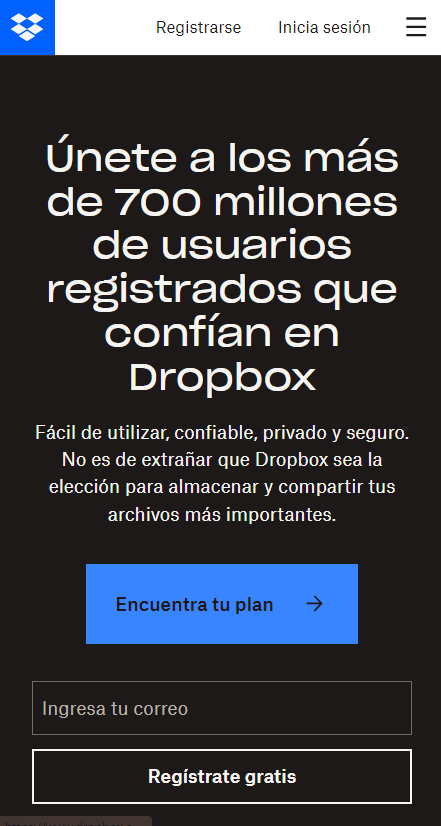 Registrarse Inicia sesión
Únete a los más
de 700 millones
de usuarios
registrados que
confían en
Dropbox
Fácil de utilizar, confiable, privado y seguro.
No es de extrañar que Dropbox sea la
elección para almacenar y compartir tus
archivos más importantes.
Encuentra tu plan
Ingresa tu correo
Regístrate gratis